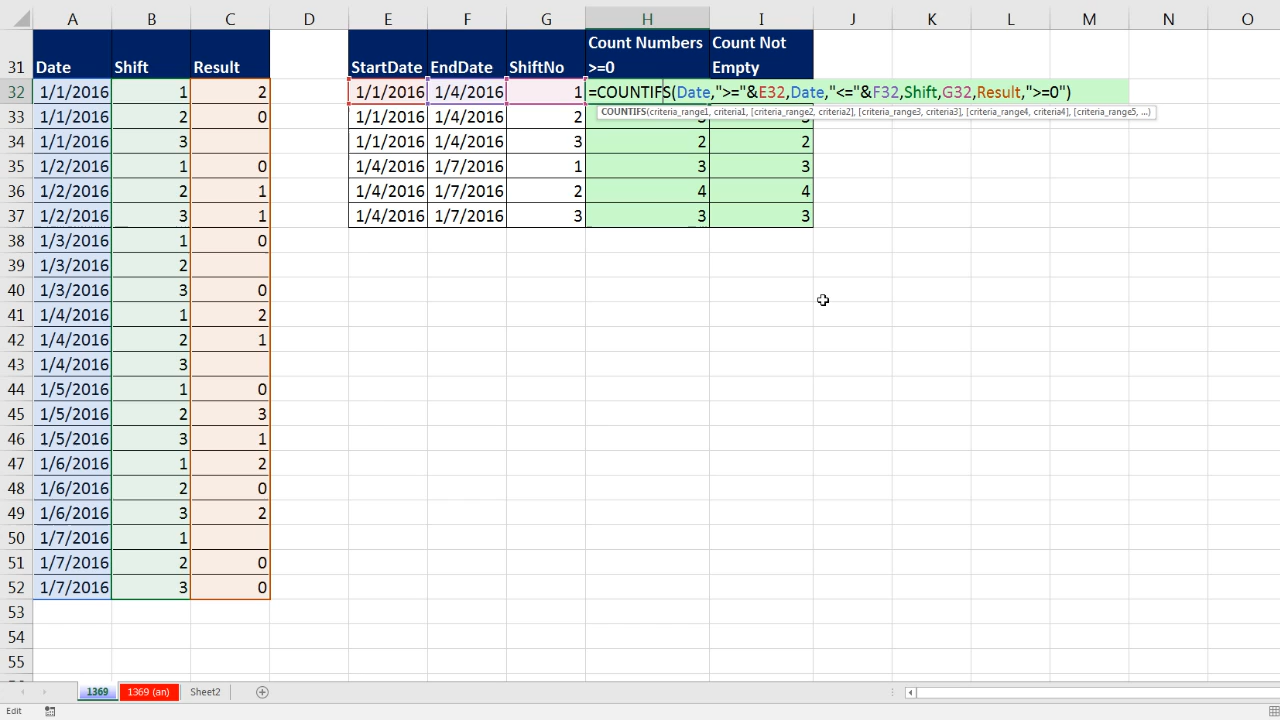 A B C D E F G H I J K L M N O
31 Date Shift Result StartDate EndDate ShiftNo Count Numbers >=0 Count Not Empty
32 1/1/2016 1 2 1/1/2016 1/4/2016 1 =COUNTIFS(Date,">="&E32,Date,"<="&F32,Shift,G32,Result,">=0")
COUNTIFS(criteria_range1, criteria1, [criteria_range2, criteria2], [criteria_range3, criteria3], [criteria_range4, criteria4], [criteria_range5, ...)
33 1/1/2016 2 0 1/1/2016 1/4/2016 2
34 1/1/2016 3 1/1/2016 1/4/2016 3 2 2
35 1/2/2016 1 0 1/4/2016 1/7/2016 1 3 3
36 1/2/2016 2 1 1/4/2016 1/7/2016 2 4 4
37 1/2/2016 3 1 1/4/2016 1/7/2016 3 3 3
38 1/3/2016 1 0
39 1/3/2016 2
40 1/3/2016 3 0
41 1/4/2016 1 2
42 1/4/2016 2 1
43 1/4/2016 3
44 1/5/2016 1 0
45 1/5/2016 2 3
46 1/5/2016 3 1
47 1/6/2016 1 2
48 1/6/2016 2 0
49 1/6/2016 3 2
50 1/7/2016 1
51 1/7/2016 2 0
52 1/7/2016 3 0
53
54
55
1369 1369 (an) Sheet2
Edit